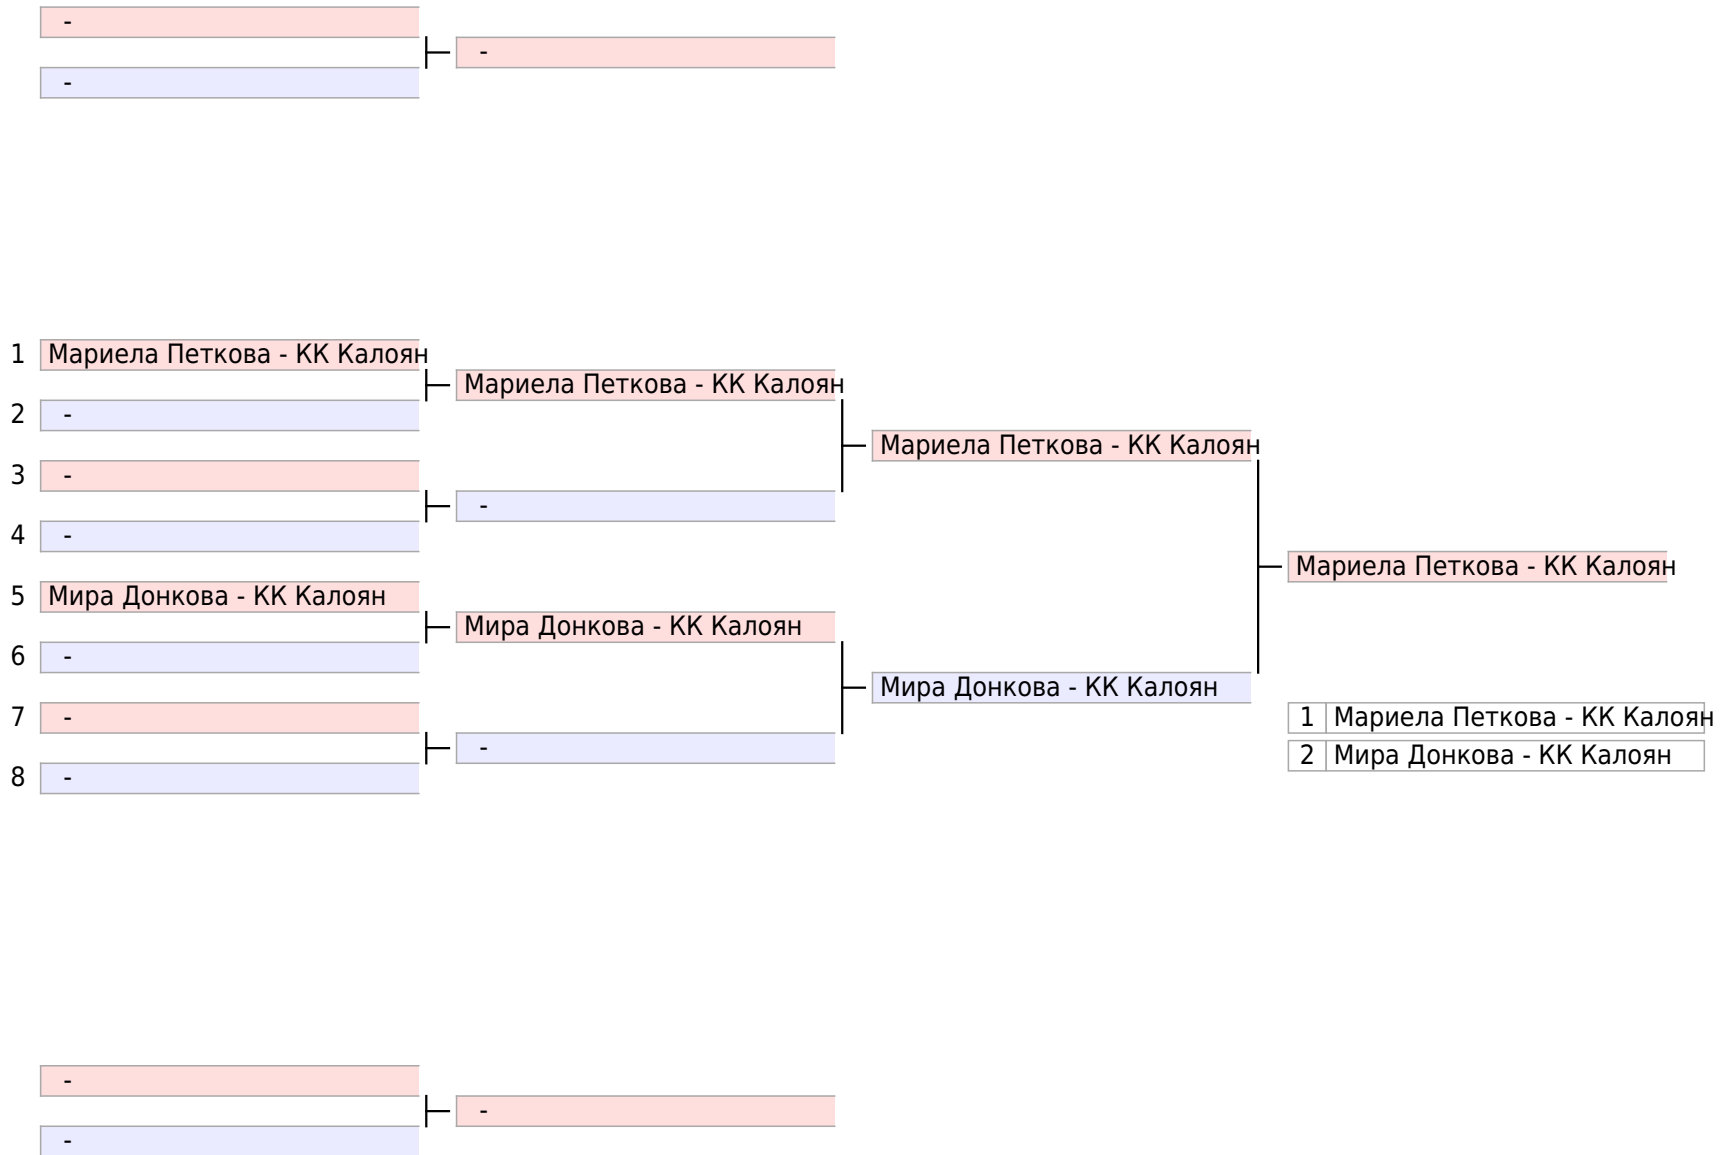 -
-
-
1 Мариела Петкова - КК Калоян
Мариела Петкова - КК Калоян
2 -
Мариела Петкова - КК Калоян
3 -
-
4 -
Мариела Петкова - КК Калоян
5 Мира Донкова - КК Калоян
Мира Донкова - КК Калоян
6 -
Мира Донкова - КК Калоян
7 -
1 Мариела Петкова - КК Калоян
-
2 Мира Донкова - КК Калоян
8 -
-
-
-